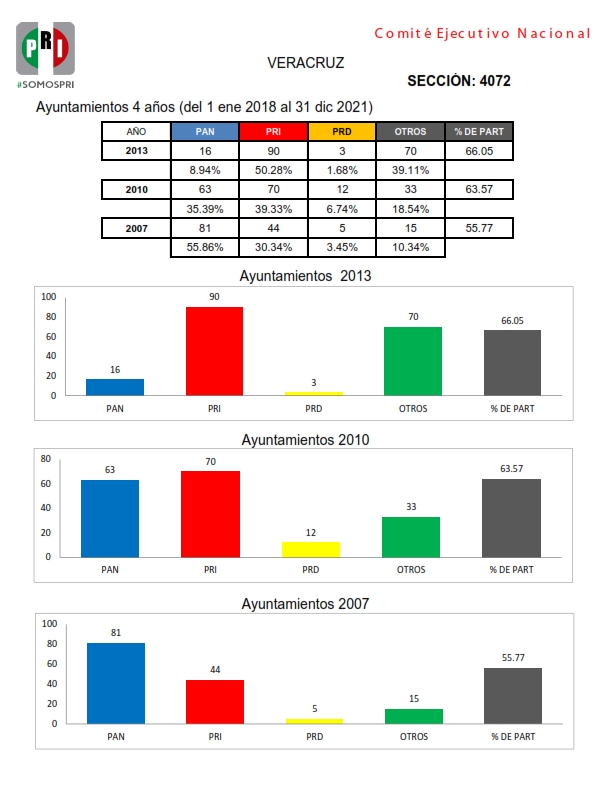 PRI
#SOMOSPRI
Comité Ejecutivo Nacional
VERACRUZ
SECCIÓN: 4072
Ayuntamientos 4 años (del 1 ene 2018 al 31 dic 2021)
AÑO PAN PRI PRD OTROS % DE PART
2013 16 90 3 70 66.05
8.94% 50.28% 1.68% 39.11%
2010 63 70 12 33 63.57
35.39% 39.33% 6.74% 18.54%
2007 81 44 5 15 55.77
55.86% 30.34% 3.45% 10.34%
Ayuntamientos 2013
100
80
60
40
20
0
16 90 3 70 66.05
PAN PRI PRD OTROS % DE PART
Ayuntamientos 2010
80
60
40
20
0
63 70 12 33 63.57
PAN PRI PRD OTROS % DE PART
Ayuntamientos 2007
100
80
60
40
20
0
81 44 5 15 55.77
PAN PRI PRD OTROS % DE PART